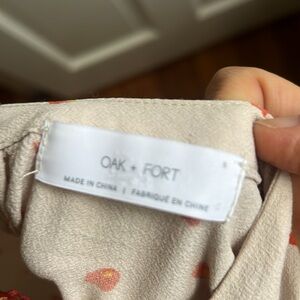 OAK + FORT
MADE IN CHINA | FABRIQUÉ EN CHINE